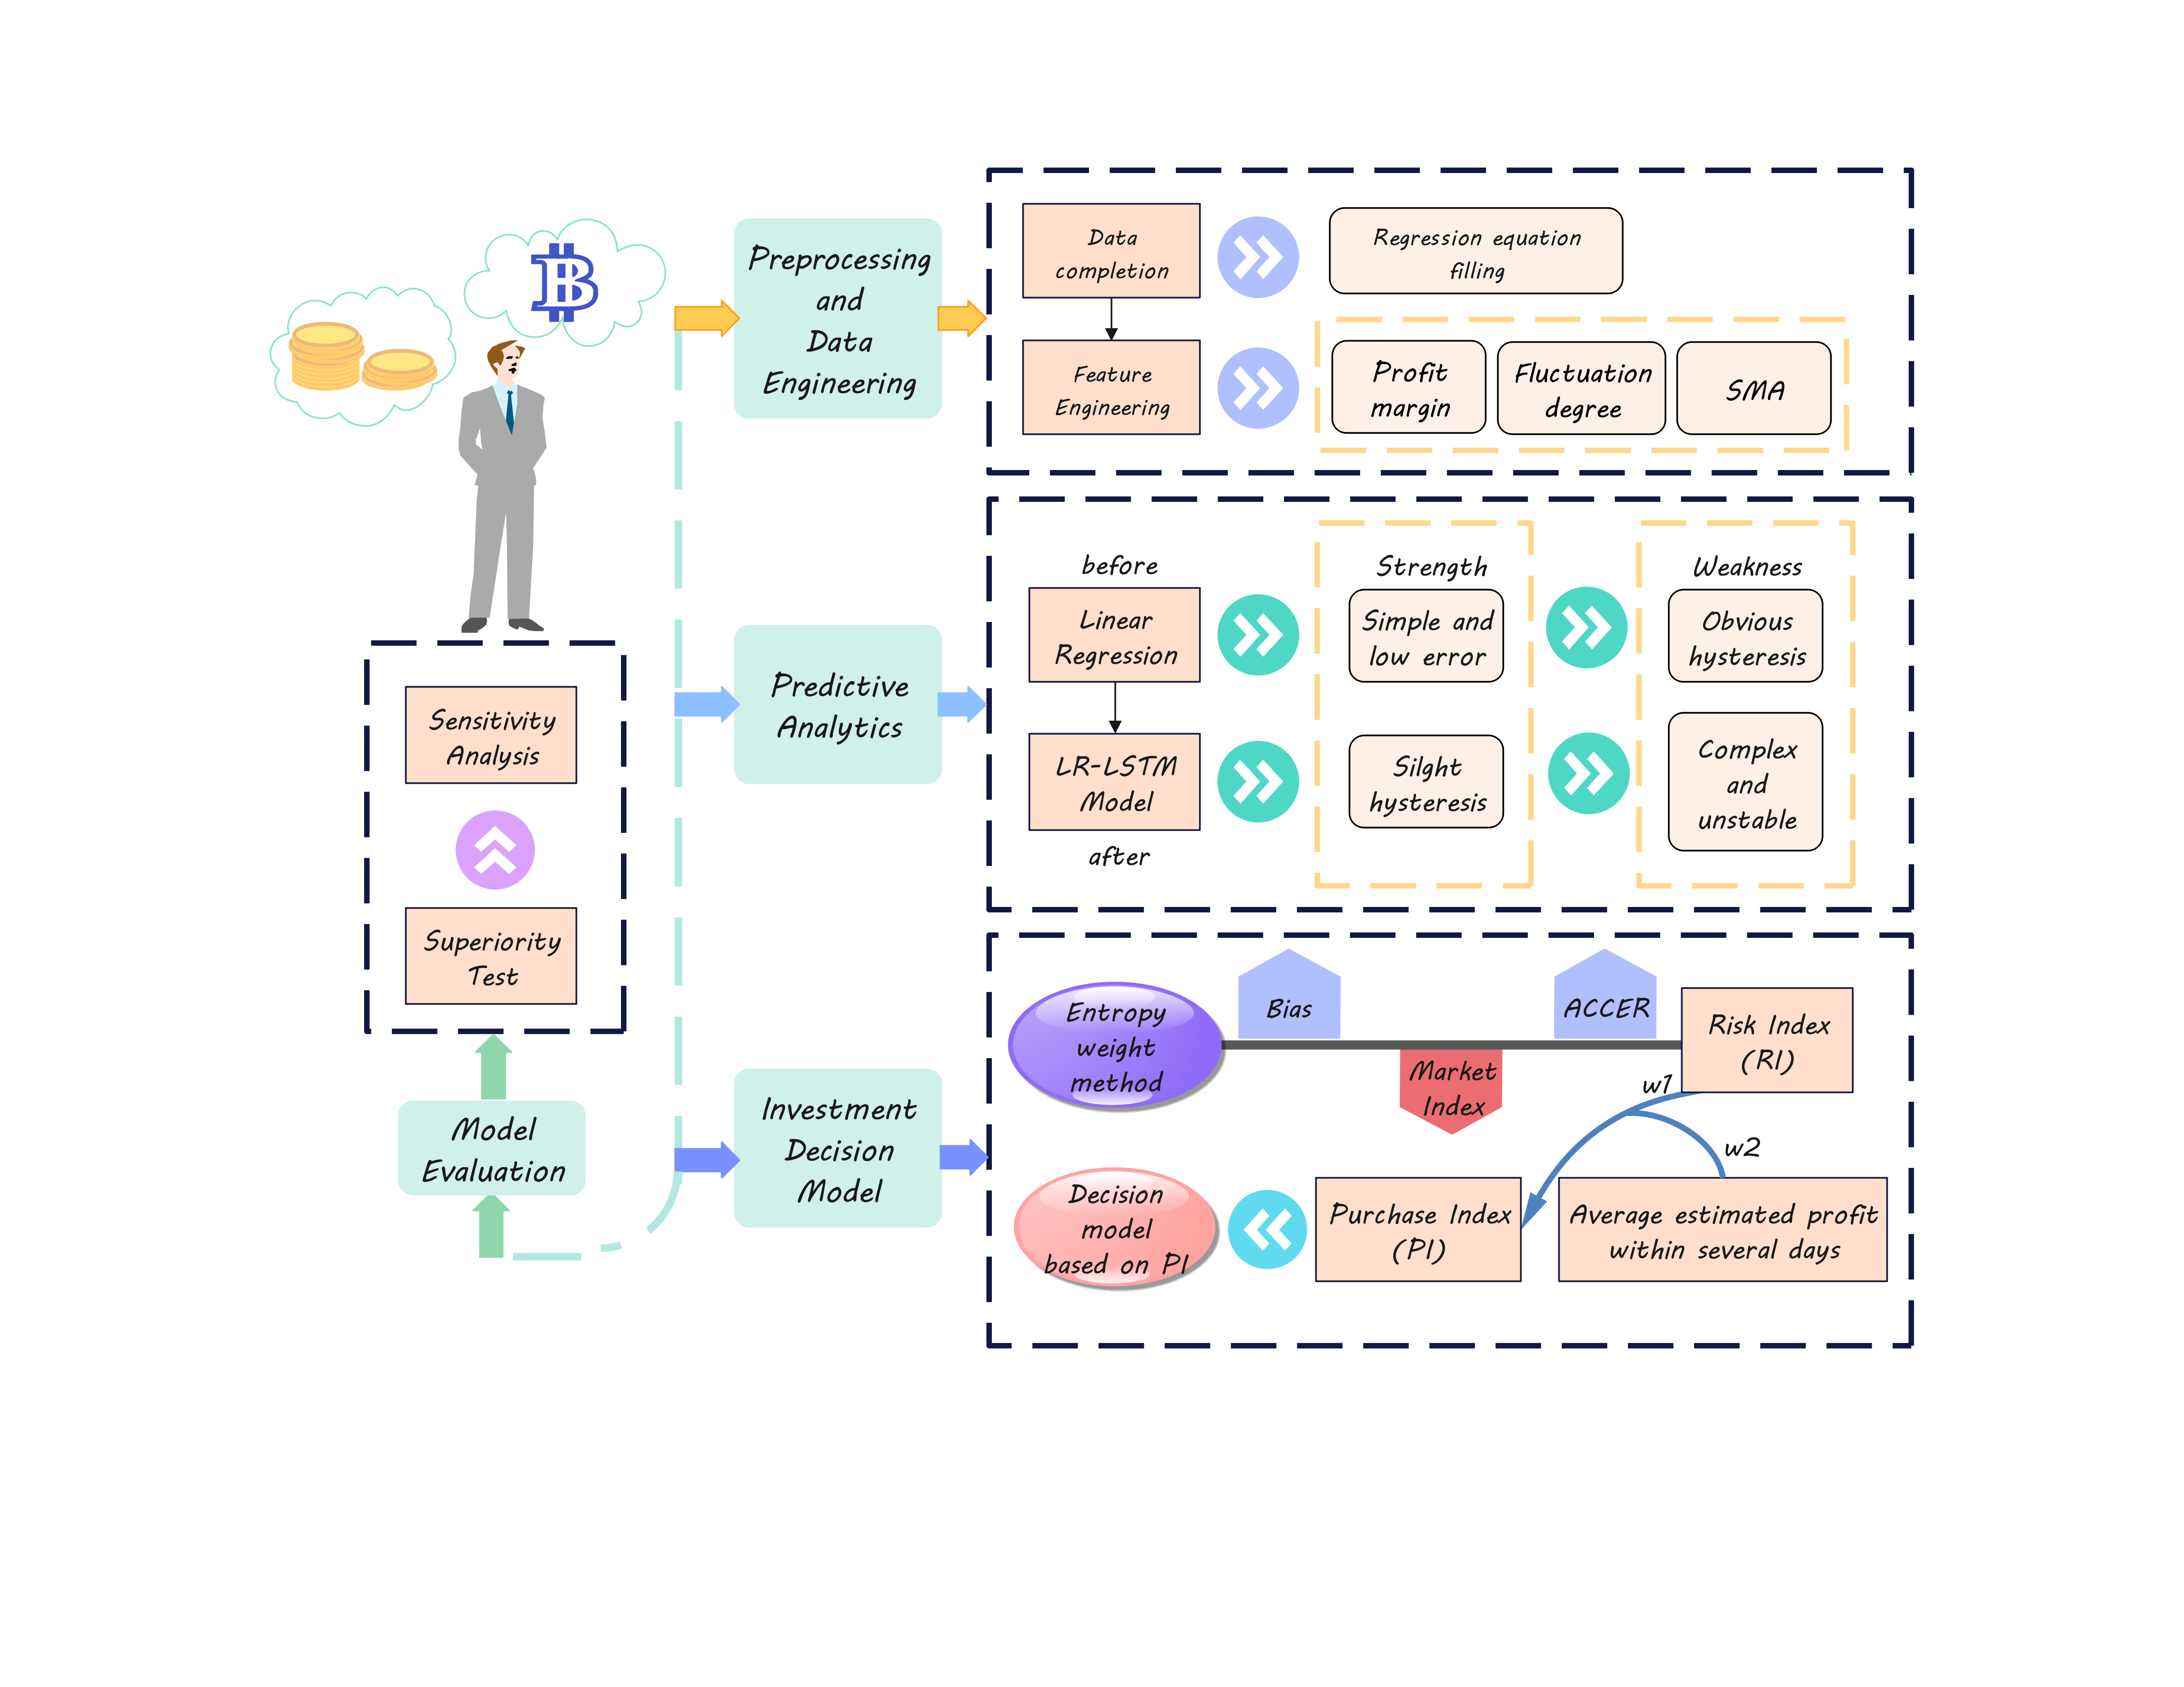 Preprocessing
and
Data
Engineering
Data
completion
Regression equation
filling
Feature
Engineering
Profit
margin
Fluctuation
degree
SMA
Predictive
Analytics
before
Linear
Regression
LR-LSTM
Model
after
Strength
Simple and
low error
Silght
hysteresis
Weakness
Obvious
hysteresis
Complex
and
unstable
Sensitivity
Analysis
Superiority
Test
Model
Evaluation
Investment
Decision
Model
Entropy
weight
method
Bias
Market
Index
ACCER
Risk Index
(RI)
w1
w2
Decision
model
based on PI
Purchase Index
(PI)
Average estimated profit
within several days